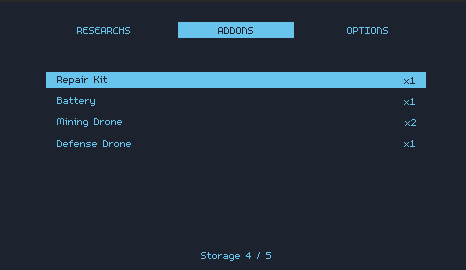 RESEARCHS ADDONS OPTIONS
Repair Kit x1
Battery x1
Mining Drone x2
Defense Drone x1
Storage 4 / 5